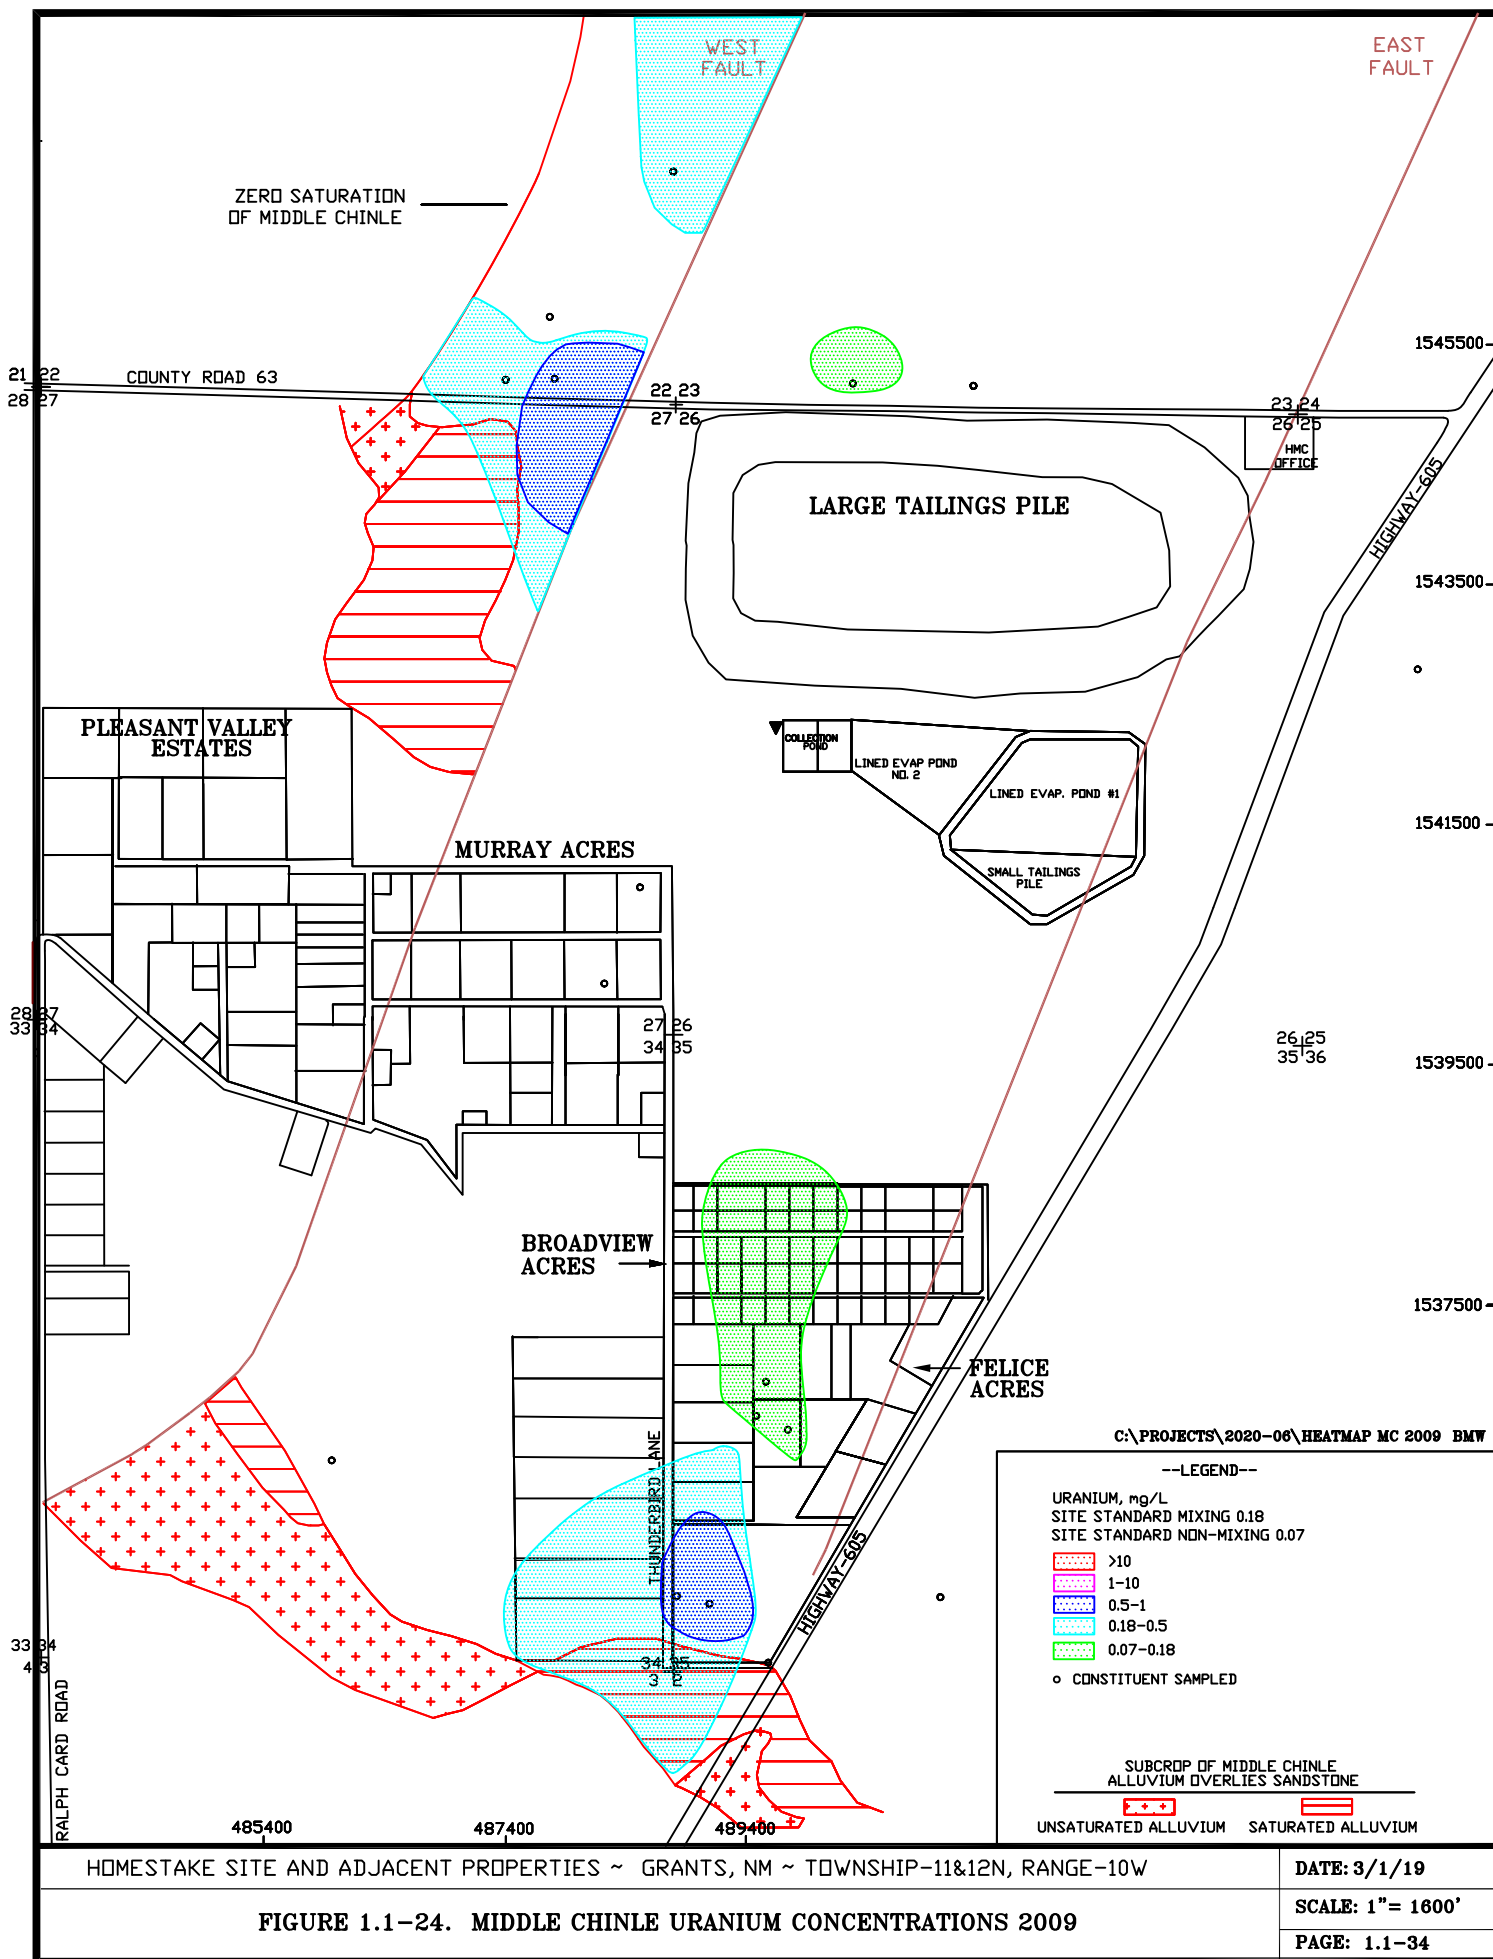 WEST
FAULT
EAST
FAULT
ZERO SATURATION
OF MIDDLE CHINLE
1545500
21 22
28 27
COUNTY ROAD 63
22 23
27 26
23 24
26 25
HMC
OFFICE
LARGE TAILINGS PILE
HIGHWAY-605
1543500
PLEASANT VALLEY
ESTATES
COLLECTION
POND
LINED EVAP POND
NO. 2
LINED EVAP. POND #1
1541500
MURRAY ACRES
SMALL TAILINGS
PILE
28 27
33 34
27 26
34 35
26 25
35 36
1539500
BROADVIEW
ACRES
1537500
FELICE
ACRES
THUNDERBIRD LANE
HIGHWAY-605
C:\PROJECTS\2020-06\HEATMAP MC 2009 BMW
--LEGEND--
URANIUM, mg/L
SITE STANDARD MIXING 0.18
SITE STANDARD NON-MIXING 0.07
>10
1-10
0.5-1
0.18-0.5
0.07-0.18
CONSTITUENT SAMPLED
33 34
4 3
34 35
3 2
RALPH CARD ROAD
SUBCROP OF MIDDLE CHINLE
ALLUVIUM OVERLIES SANDSTONE
UNSATURATED ALLUVIUM SATURATED ALLUVIUM
485400
487400
489400
HOMESTAKE SITE AND ADJACENT PROPERTIES ~ GRANTS, NM ~ TOWNSHIP-11&12N, RANGE-10W
DATE: 3/1/19
FIGURE 1.1-24. MIDDLE CHINLE URANIUM CONCENTRATIONS 2009
SCALE: 1"= 1600'
PAGE: 1.1-34